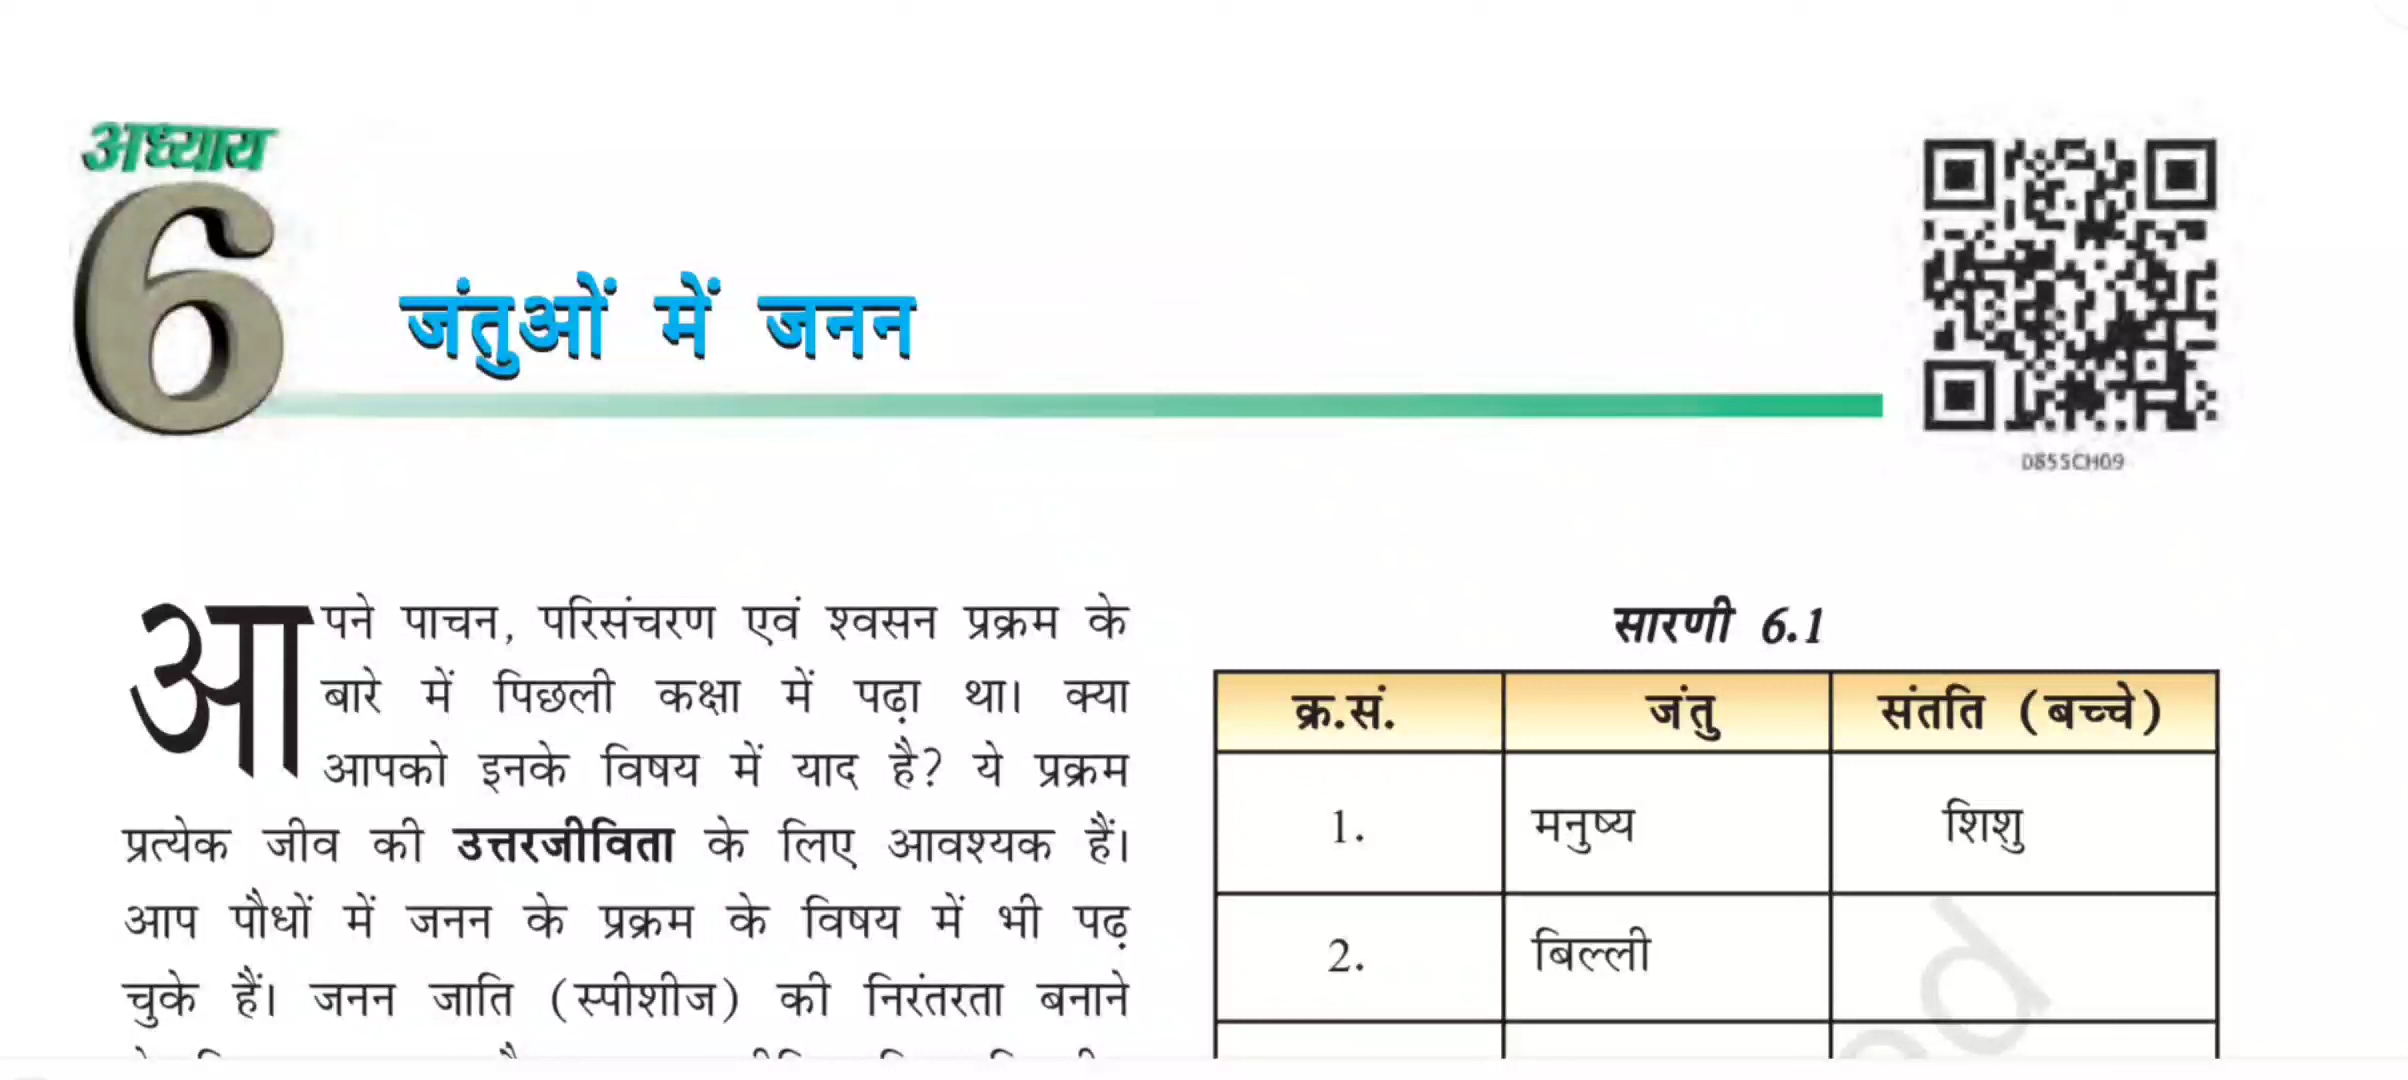 अध्याय
6
जंतुओं में जनन
0855CH09
आपने पाचन, परिसंचरण एवं श्वसन प्रक्रम के
बारे में पिछली कक्षा में पढ़ा था। क्या
आपको इनके विषय में याद है? ये प्रक्रम
प्रत्येक जीव की उत्तरजीविता के लिए आवश्यक हैं।
आप पौधों में जनन के प्रक्रम के विषय में भी पढ़
चुके हैं। जनन जाति (स्पीशीज) की निरंतरता बनाने
सारणी 6.1
क्र.सं. जंतु संतति (बच्चे)
1. मनुष्य शिशु
2. बिल्ली